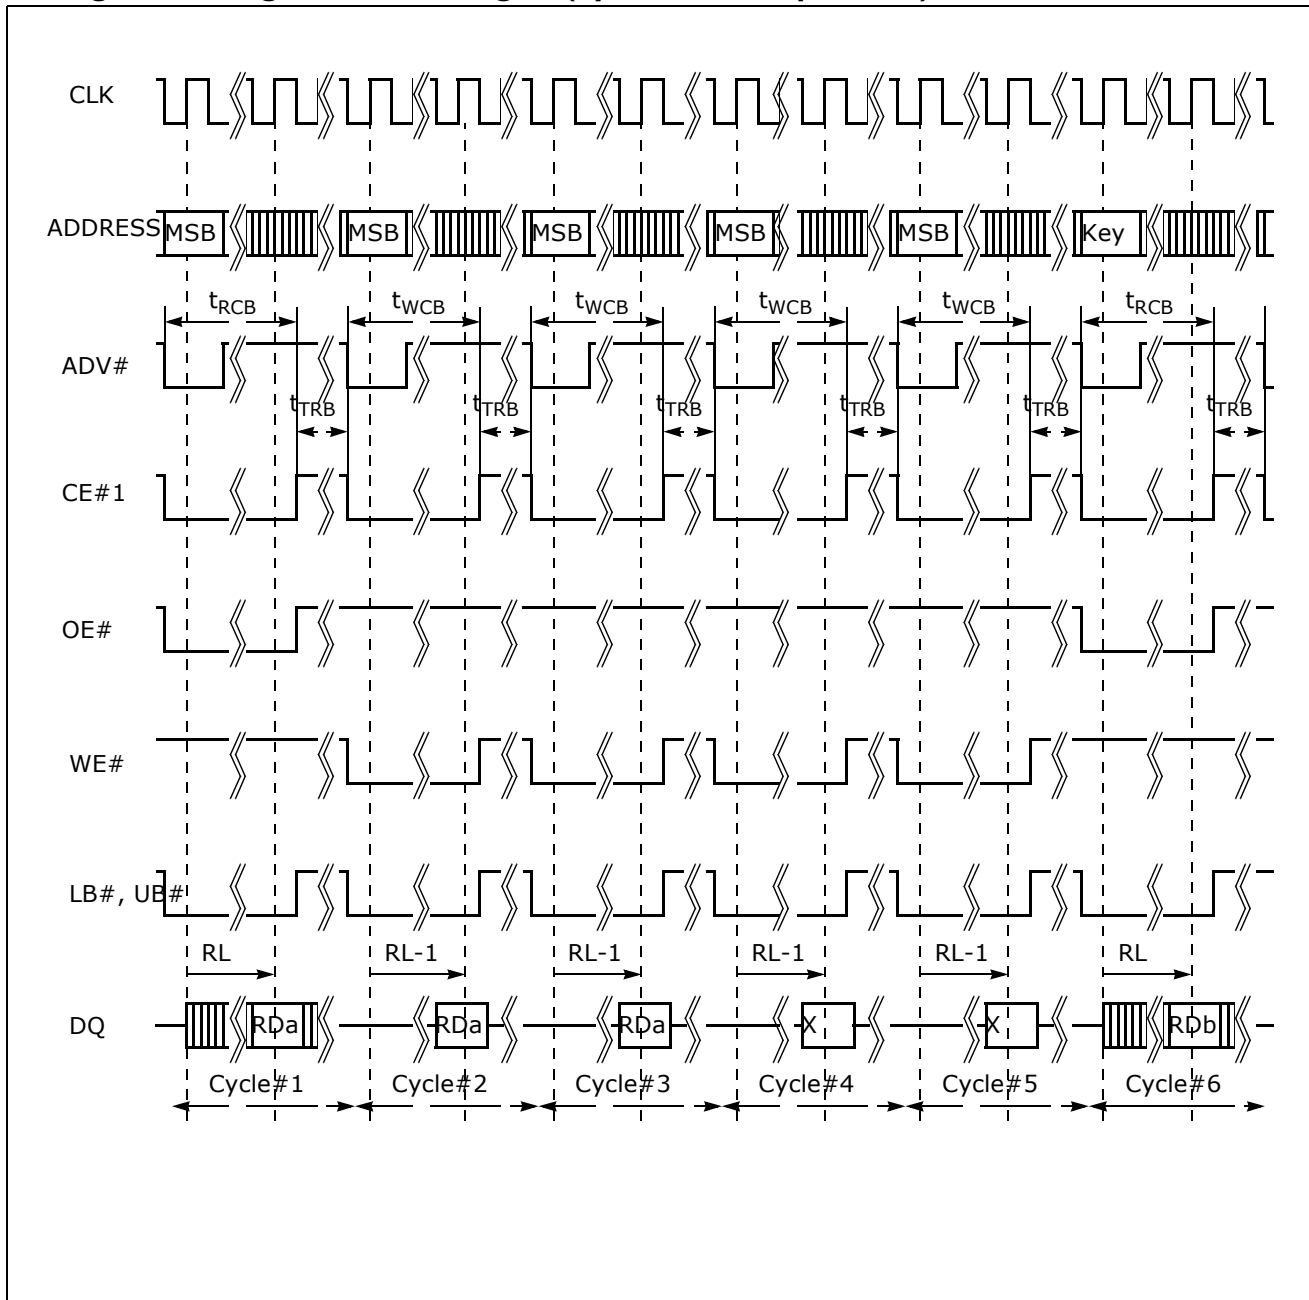 CLK
ADDRESS MSB MSB MSB MSB MSB Key
tRCB tWCB tWCB tWCB tWCB tRCB
ADV#
tTRB tTRB tTRB tTRB tTRB tTRB
CE#1
OE#
WE#
LB#, UB#
RL RL-1 RL-1 RL-1 RL-1 RL
DQ RDa RDa RDa X X RDb
Cycle#1 Cycle#2 Cycle#3 Cycle#4 Cycle#5 Cycle#6